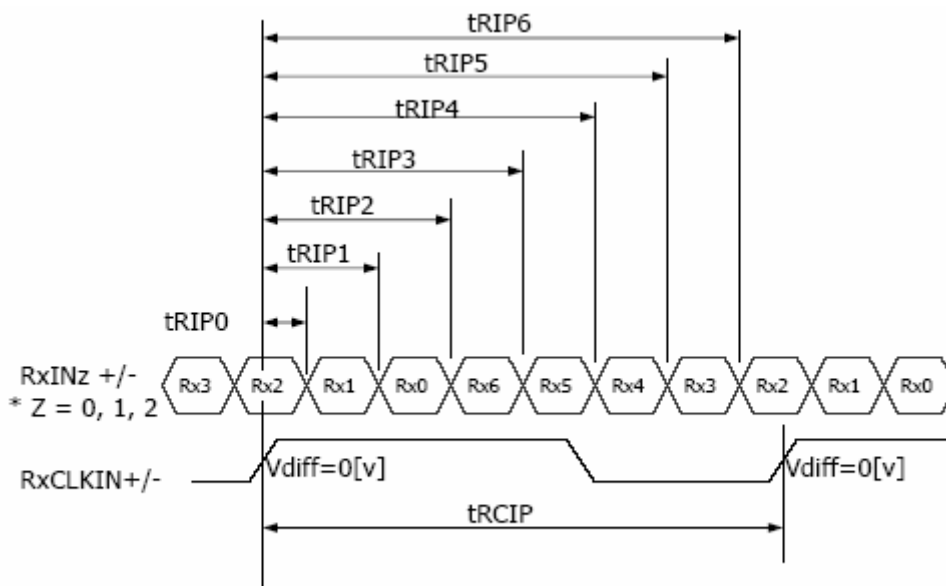 tRIP6
tRIP5
tRIP4
tRIP3
tRIP2
tRIP1
tRIP0
RxINz +/-
* Z = 0, 1, 2
Rx3 Rx2 Rx1 Rx0 Rx6 Rx5 Rx4 Rx3 Rx2 Rx1 Rx0
RxCLKIN+/-
Vdiff=0[v] Vdiff=0[v]
tRCIP